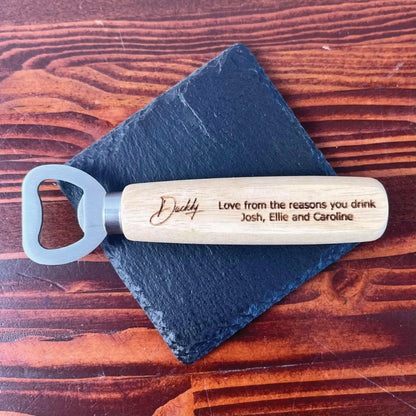 Daddy
Love from the reasons you drink
Josh, Ellie and Caroline